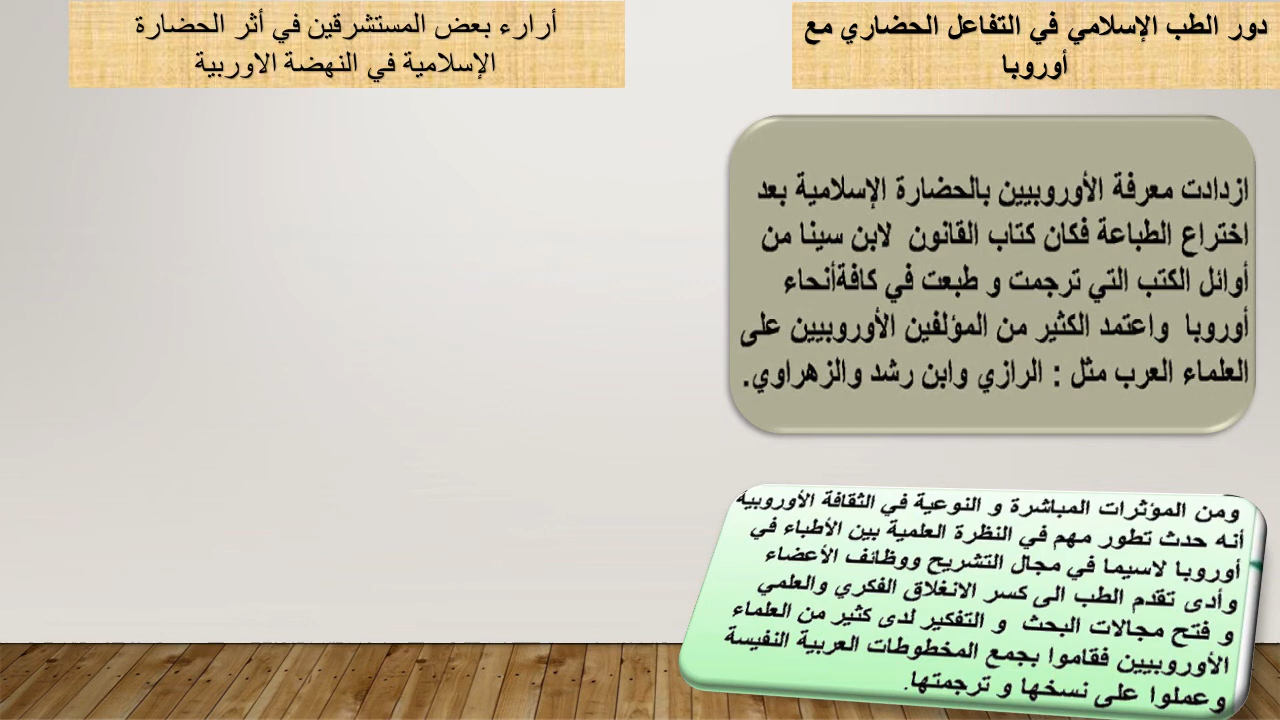 دور الطب الإسلامي في التفاعل الحضاري مع
أوروبا
أرارء بعض المستشرقين في أثر الحضارة
الإسلامية في النهضة الاوربية
ازدادت معرفة الأوروبيين بالحضارة الإسلامية بعد
اختراع الطباعة فكان كتاب القانون لابن سينا من
أوائل الكتب التي ترجمت و طبعت في كافةأنحاء
أوروبا واعتمد الكثير من المؤلفين الأوروبيين على
العلماء العرب مثل : الرازي وابن رشد والزهراوي.
ومن المؤثرات المباشرة و النوعية في الثقافة الأوروبية
أنه حدث تطور مهم في النظرة العلمية بين الأطباء في
أوروبا لاسيما في مجال التشريح ووظائف الأعضاء
وأدى تقدم الطب الى كسر الانغلاق الفكري والعلمي
و فتح مجالات البحث و التفكير لدى كثير من العلماء
الأوروبيين فقاموا بجمع المخطوطات العربية النفيسة
وعملوا على نسخها و ترجمتها.